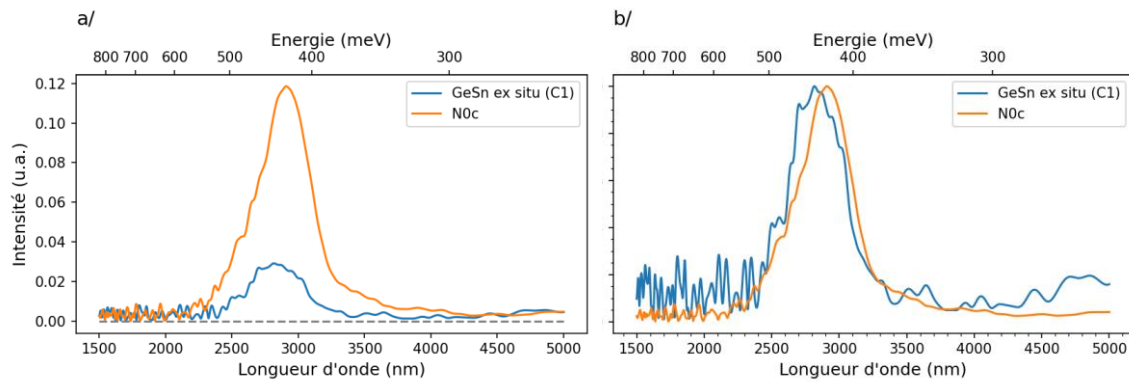 a/
Energie (meV)
800 700 600 500 400 300
GeSn ex situ (C1)
N0c
Intensité (u.a.)
0.12
0.10
0.08
0.06
0.04
0.02
0.00
1500 2000 2500 3000 3500 4000 4500 5000
Longueur d'onde (nm)
b/
Energie (meV)
800 700 600 500 400 300
GeSn ex situ (C1)
N0c
1500 2000 2500 3000 3500 4000 4500 5000
Longueur d'onde (nm)